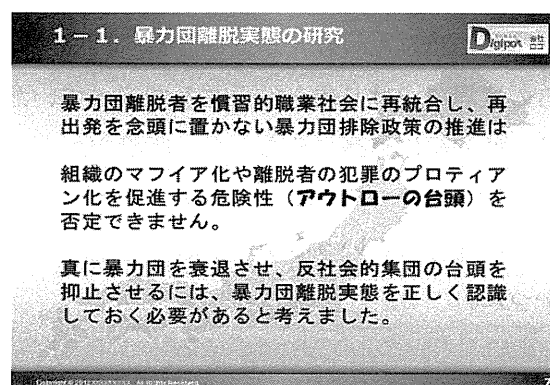 1－1．暴力団離脱実態の研究
Digipot 会社
ロゴ
暴力団離脱者を慣習的職業社会に再統合し、再
出発を念頭に置かない暴力団排除政策の推進は
組織のマフイア化や離脱者の犯罪のプロティア
ン化を促進する危険性（アウトローの台頭）を
否定できません。
真に暴力団を衰退させ、反社会的集団の台頭を
抑止させるには、暴力団離脱実態を正しく認識
しておく必要があると考えました。